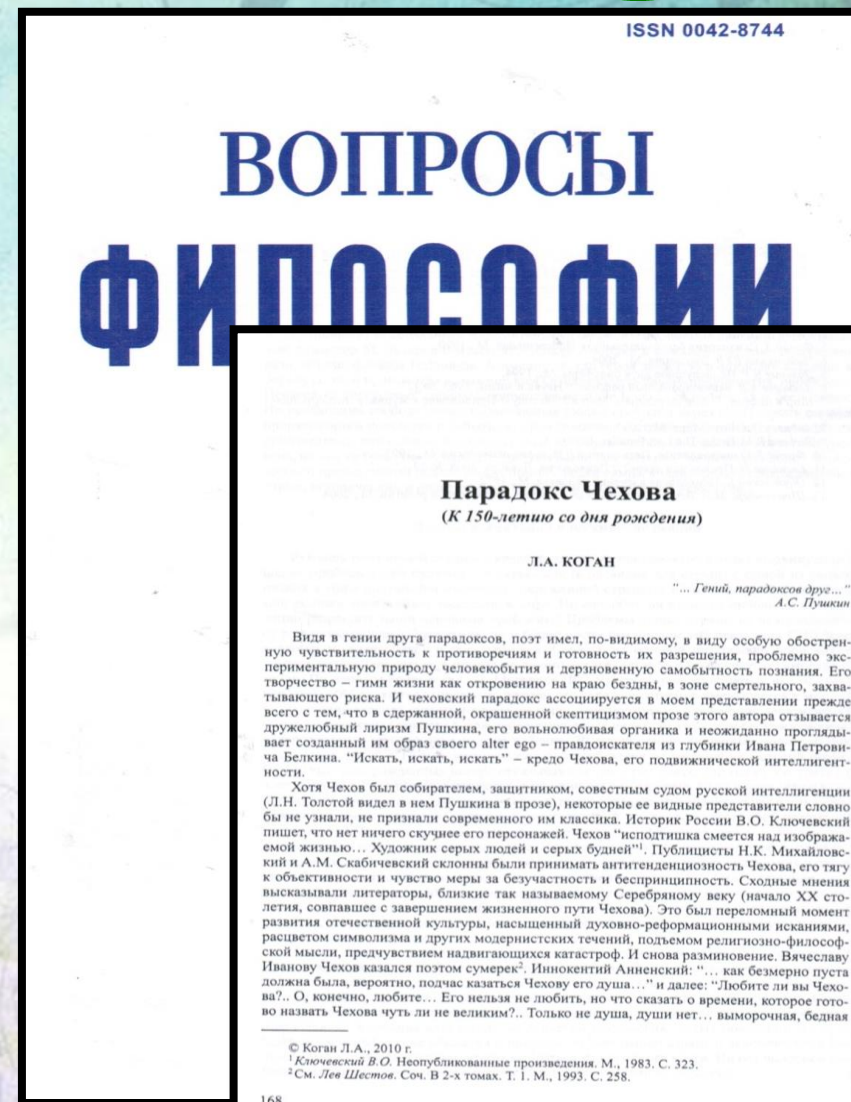 ISSN 0042-8744
ВОПРОСЫ
ФИЛОСОФИИ
Парадокс Чехова
(К 150-летию со дня рождения)
Л.А. КОГАН
"... Гений, парадоксов друг..."
А.С. Пушкин
Видя в гении друга парадоксов, поэт имел, по-видимому, в виду особую обострен-
ную чувствительность к противоречиям и готовность их разрешения, проблемно экс-
периментальную природу человекобытия и дерзновенную самобытность познания. Его
творчество – гимн жизни как откровению на краю бездны, в зоне смертельного, захва-
тывающего риска. И чеховский парадокс ассоциируется в моем представлении прежде
всего с тем, что в сдержанной, окрашенной скептицизмом прозе этого автора отзывается
дружелюбный лиризм Пушкина, его вольнолюбивая органика и неожиданно прогляды-
вает созданный им образ своего alter ego – правдоискателя из глубинки Ивана Петрови-
ча Белкина. "Искать, искать, искать" – кредо Чехова, его подвижнической интеллигент-
ности.
Хотя Чехов был собирателем, защитником, совестным судом русской интеллигенции
(Л.Н. Толстой видел в нем Пушкина в прозе), некоторые ее видные представители словно
бы не узнали, не признали современного им классика. Историк России В.О. Ключевский
пишет, что нет ничего скучнее его персонажей. Чехов "исподтишка смеется над изобража-
емой жизнью... Художник серых людей и серых будней"¹. Публицисты Н.К. Михайловс-
кий и А.М. Скабичевский склонны были принимать антитенденциозность Чехова, его тягу
к объективности и чувство меры за безучастность и беспринципность. Сходные мнения
высказывали литераторы, близкие так называемому Серебряному веку (начало XX сто-
летия, совпавшее с завершением жизненного пути Чехова). Это был переломный момент
развития отечественной культуры, насыщенный духовно-реформационными исканиями,
расцветом символизма и других модернистских течений, подъемом религиозно-философ-
ской мысли, предчувствием надвигающихся катастроф. И снова разминовение. Вячеславу
Иванову Чехов казался поэтом сумерек². Иннокентий Анненский: "... как безмерно пуста
должна была, вероятно, подчас казаться Чехову его душа..." и далее: "Любите ли вы Чехо-
ва?.. О, конечно, любите... Его нельзя не любить, но что сказать о времени, которое гото-
во назвать Чехова чуть ли не великим?.. Только не душа, души нет... выморочная, бедная
© Коган Л.А., 2010 г.
¹ Ключевский В.О. Неопубликованные произведения. М., 1983. С. 323.
² См. Лев Шестов. Соч. В 2-х томах. Т. 1. М., 1993. С. 258.
168